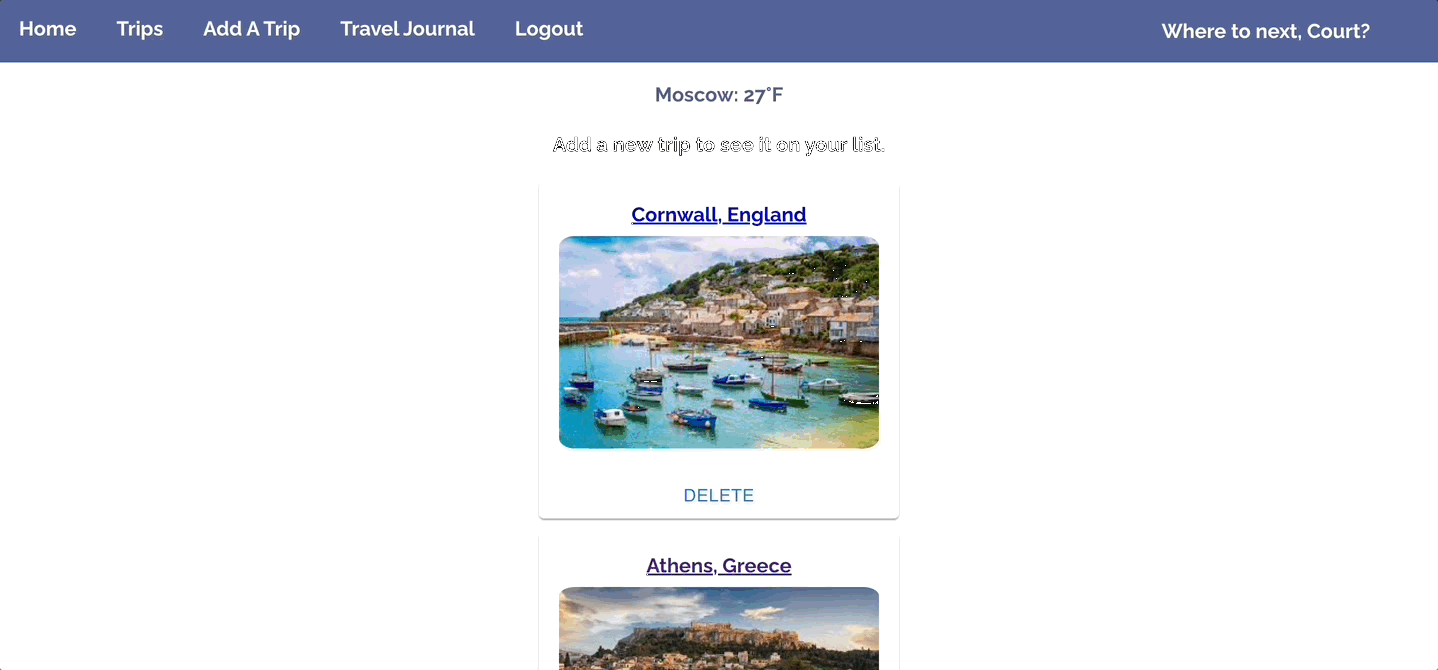 Home Trips Add A Trip Travel Journal Logout Where to next, Court?
Moscow: 27°F
Add a new trip to see it on your list.
Cornwall, England
DELETE
Athens, Greece